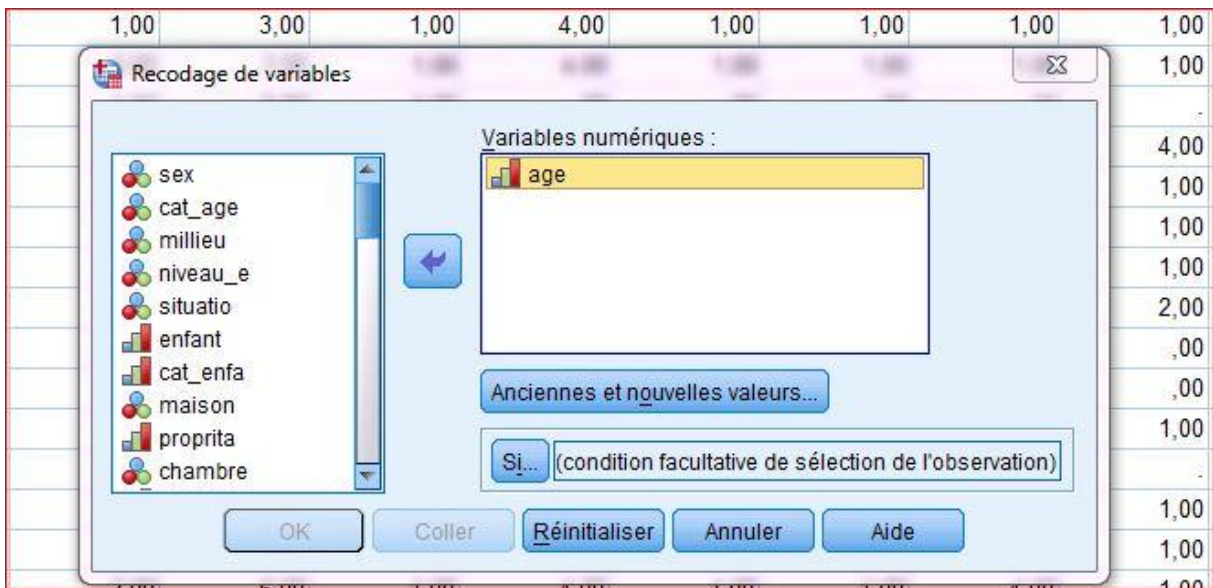 1,00 3,00 1,00 4,00 1,00 1,00 1,00 1,00
Recodage de variables
1,00
.
4,00
1,00
1,00
1,00
2,00
,00
,00
1,00
.
1,00
1,00
Variables numériques :
age
sex
cat_age
millieu
niveau_e
situatio
enfant
cat_enfa
maison
proprita
chambre
Anciennes et nouvelles valeurs...
Si... (condition facultative de sélection de l'observation)
OK Coller Réinitialiser Annuler Aide